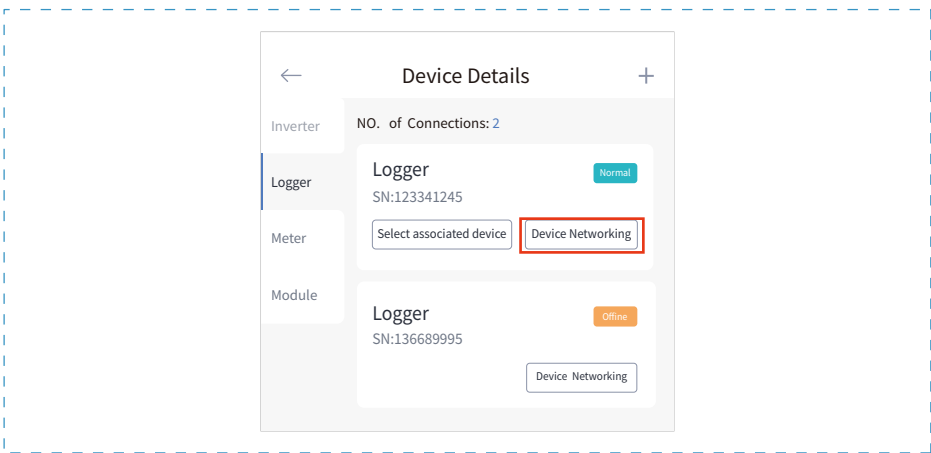 Device Details
Inverter
Logger
Meter
Module
NO. of Connections: 2
Logger
Normal
SN:123341245
Select associated device
Device Networking
Logger
Offine
SN:136689995
Device Networking